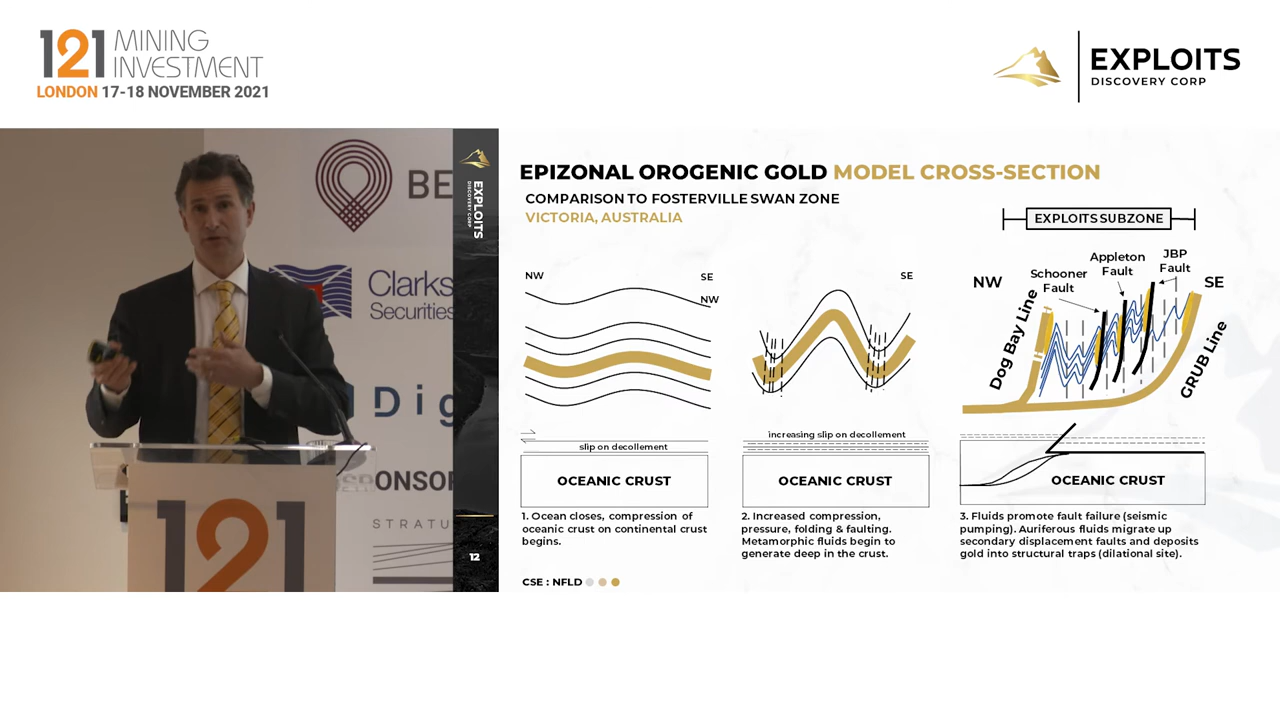 121 MINING INVESTMENT
LONDON 17-18 NOVEMBER 2021
EXPLOITS
DISCOVERY CORP
BE
Clarks
Securities
Dig
ONSOR
STRATU
121
EXPLOITS
DISCOVERY CORP
12
EPIZONAL OROGENIC GOLD MODEL CROSS-SECTION
COMPARISON TO FOSTERVILLE SWAN ZONE
VICTORIA, AUSTRALIA
EXPLOITS SUBZONE
NW
SE
NW
SE
NW
SE
Schooner
Fault
Appleton
Fault
JBP
Fault
Dog Bay Line
GRUB Line
slip on decollement
OCEANIC CRUST
1. Ocean closes, compression of
oceanic crust on continental crust
begins.
increasing slip on decollement
OCEANIC CRUST
2. Increased compression,
pressure, folding & faulting.
Metamorphic fluids begin to
generate deep in the crust.
OCEANIC CRUST
3. Fluids promote fault failure (seismic
pumping). Auriferous fluids migrate up
secondary displacement faults and deposits
gold into structural traps (dilational site).
CSE : NFLD